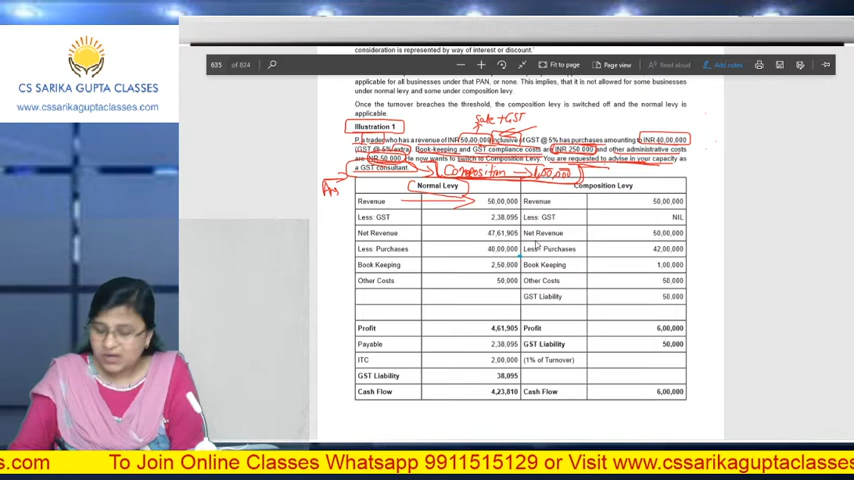 CS SARIKA GUPTA CLASSES
www.cssarikaguptaclasses.com
635 of 824
Fit to page
Page view
Read aloud
Add notes
consideration is represented by way of interest or discount.
applicable for all businesses under that PAN, or none. This implies, that it is not allowed for some businesses
under normal levy and some under composition levy.
Once the turnover breaches the threshold, the composition levy is switched off and the normal levy is
applicable.
Sale + GST
Illustration 1
P, a trader who has a revenue of INR 50,00,000 inclusive of GST @ 5% has purchases amounting to INR 40,00,000
(GST @ 5% extra). Book-keeping and GST compliance costs are INR 250,000 and other administrative costs
are INR 50,000. He now wants to switch to Composition Levy. You are requested to advise in your capacity as
a GST consultant.
Composition → 1,00,000
Ans
Normal Levy Composition Levy
Revenue 50,00,000 Revenue 50,00,000
Less: GST 2,38,095 Less: GST NIL
Net Revenue 47,61,905 Net Revenue 50,00,000
Less: Purchases 40,00,000 Less: Purchases 42,00,000
Book Keeping 2,50,000 Book Keeping 1,00,000
Other Costs 50,000 Other Costs 50,000
GST Liability 50,000
Profit 4,61,905 Profit 6,00,000
Payable 2,38,095 GST Liability 50,000
ITC 2,00,000 (1% of Turnover)
GST Liability 38,095
Cash Flow 4,23,810 Cash Flow 6,00,000
s.com To Join Online Classes Whatsapp 9911515129 or Visit www.cssarikaguptaclasses